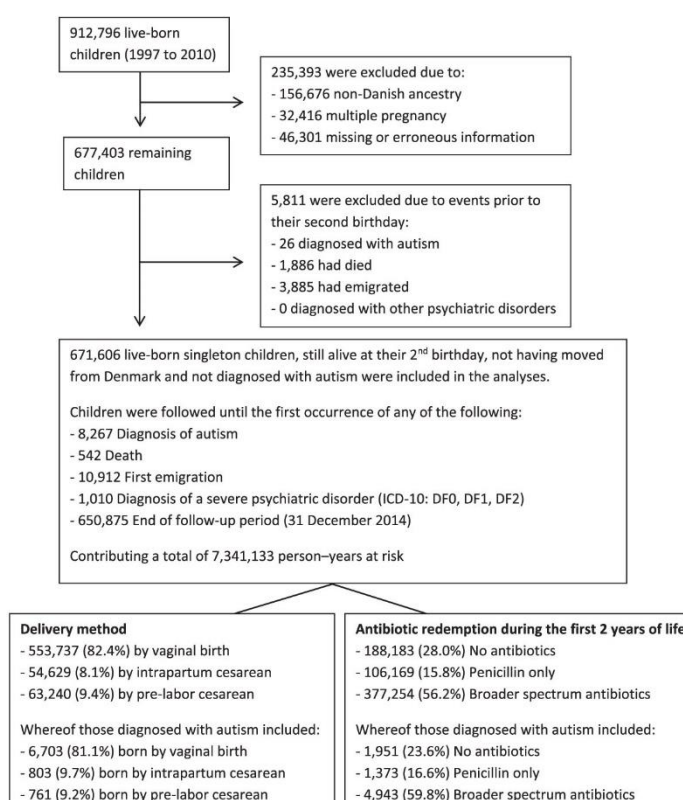 912,796 live-born
children (1997 to 2010)
235,393 were excluded due to:
- 156,676 non-Danish ancestry
- 32,416 multiple pregnancy
- 46,301 missing or erroneous information
677,403 remaining
children
5,811 were excluded due to events prior to
their second birthday:
- 26 diagnosed with autism
- 1,886 had died
- 3,885 had emigrated
- 0 diagnosed with other psychiatric disorders
671,606 live-born singleton children, still alive at their 2nd birthday, not having moved
from Denmark and not diagnosed with autism were included in the analyses.
Children were followed until the first occurrence of any of the following:
- 8,267 Diagnosis of autism
- 542 Death
- 10,912 First emigration
- 1,010 Diagnosis of a severe psychiatric disorder (ICD-10: DF0, DF1, DF2)
- 650,875 End of follow-up period (31 December 2014)
Contributing a total of 7,341,133 person–years at risk
Delivery method
- 553,737 (82.4%) by vaginal birth
- 54,629 (8.1%) by intrapartum cesarean
- 63,240 (9.4%) by pre-labor cesarean
Whereof those diagnosed with autism included:
- 6,703 (81.1%) born by vaginal birth
- 803 (9.7%) born by intrapartum cesarean
- 761 (9.2%) born by pre-labor cesarean
Antibiotic redemption during the first 2 years of life
- 188,183 (28.0%) No antibiotics
- 106,169 (15.8%) Penicillin only
- 377,254 (56.2%) Broader spectrum antibiotics
Whereof those diagnosed with autism included:
- 1,951 (23.6%) No antibiotics
- 1,373 (16.6%) Penicillin only
- 4,943 (59.8%) Broader spectrum antibiotics